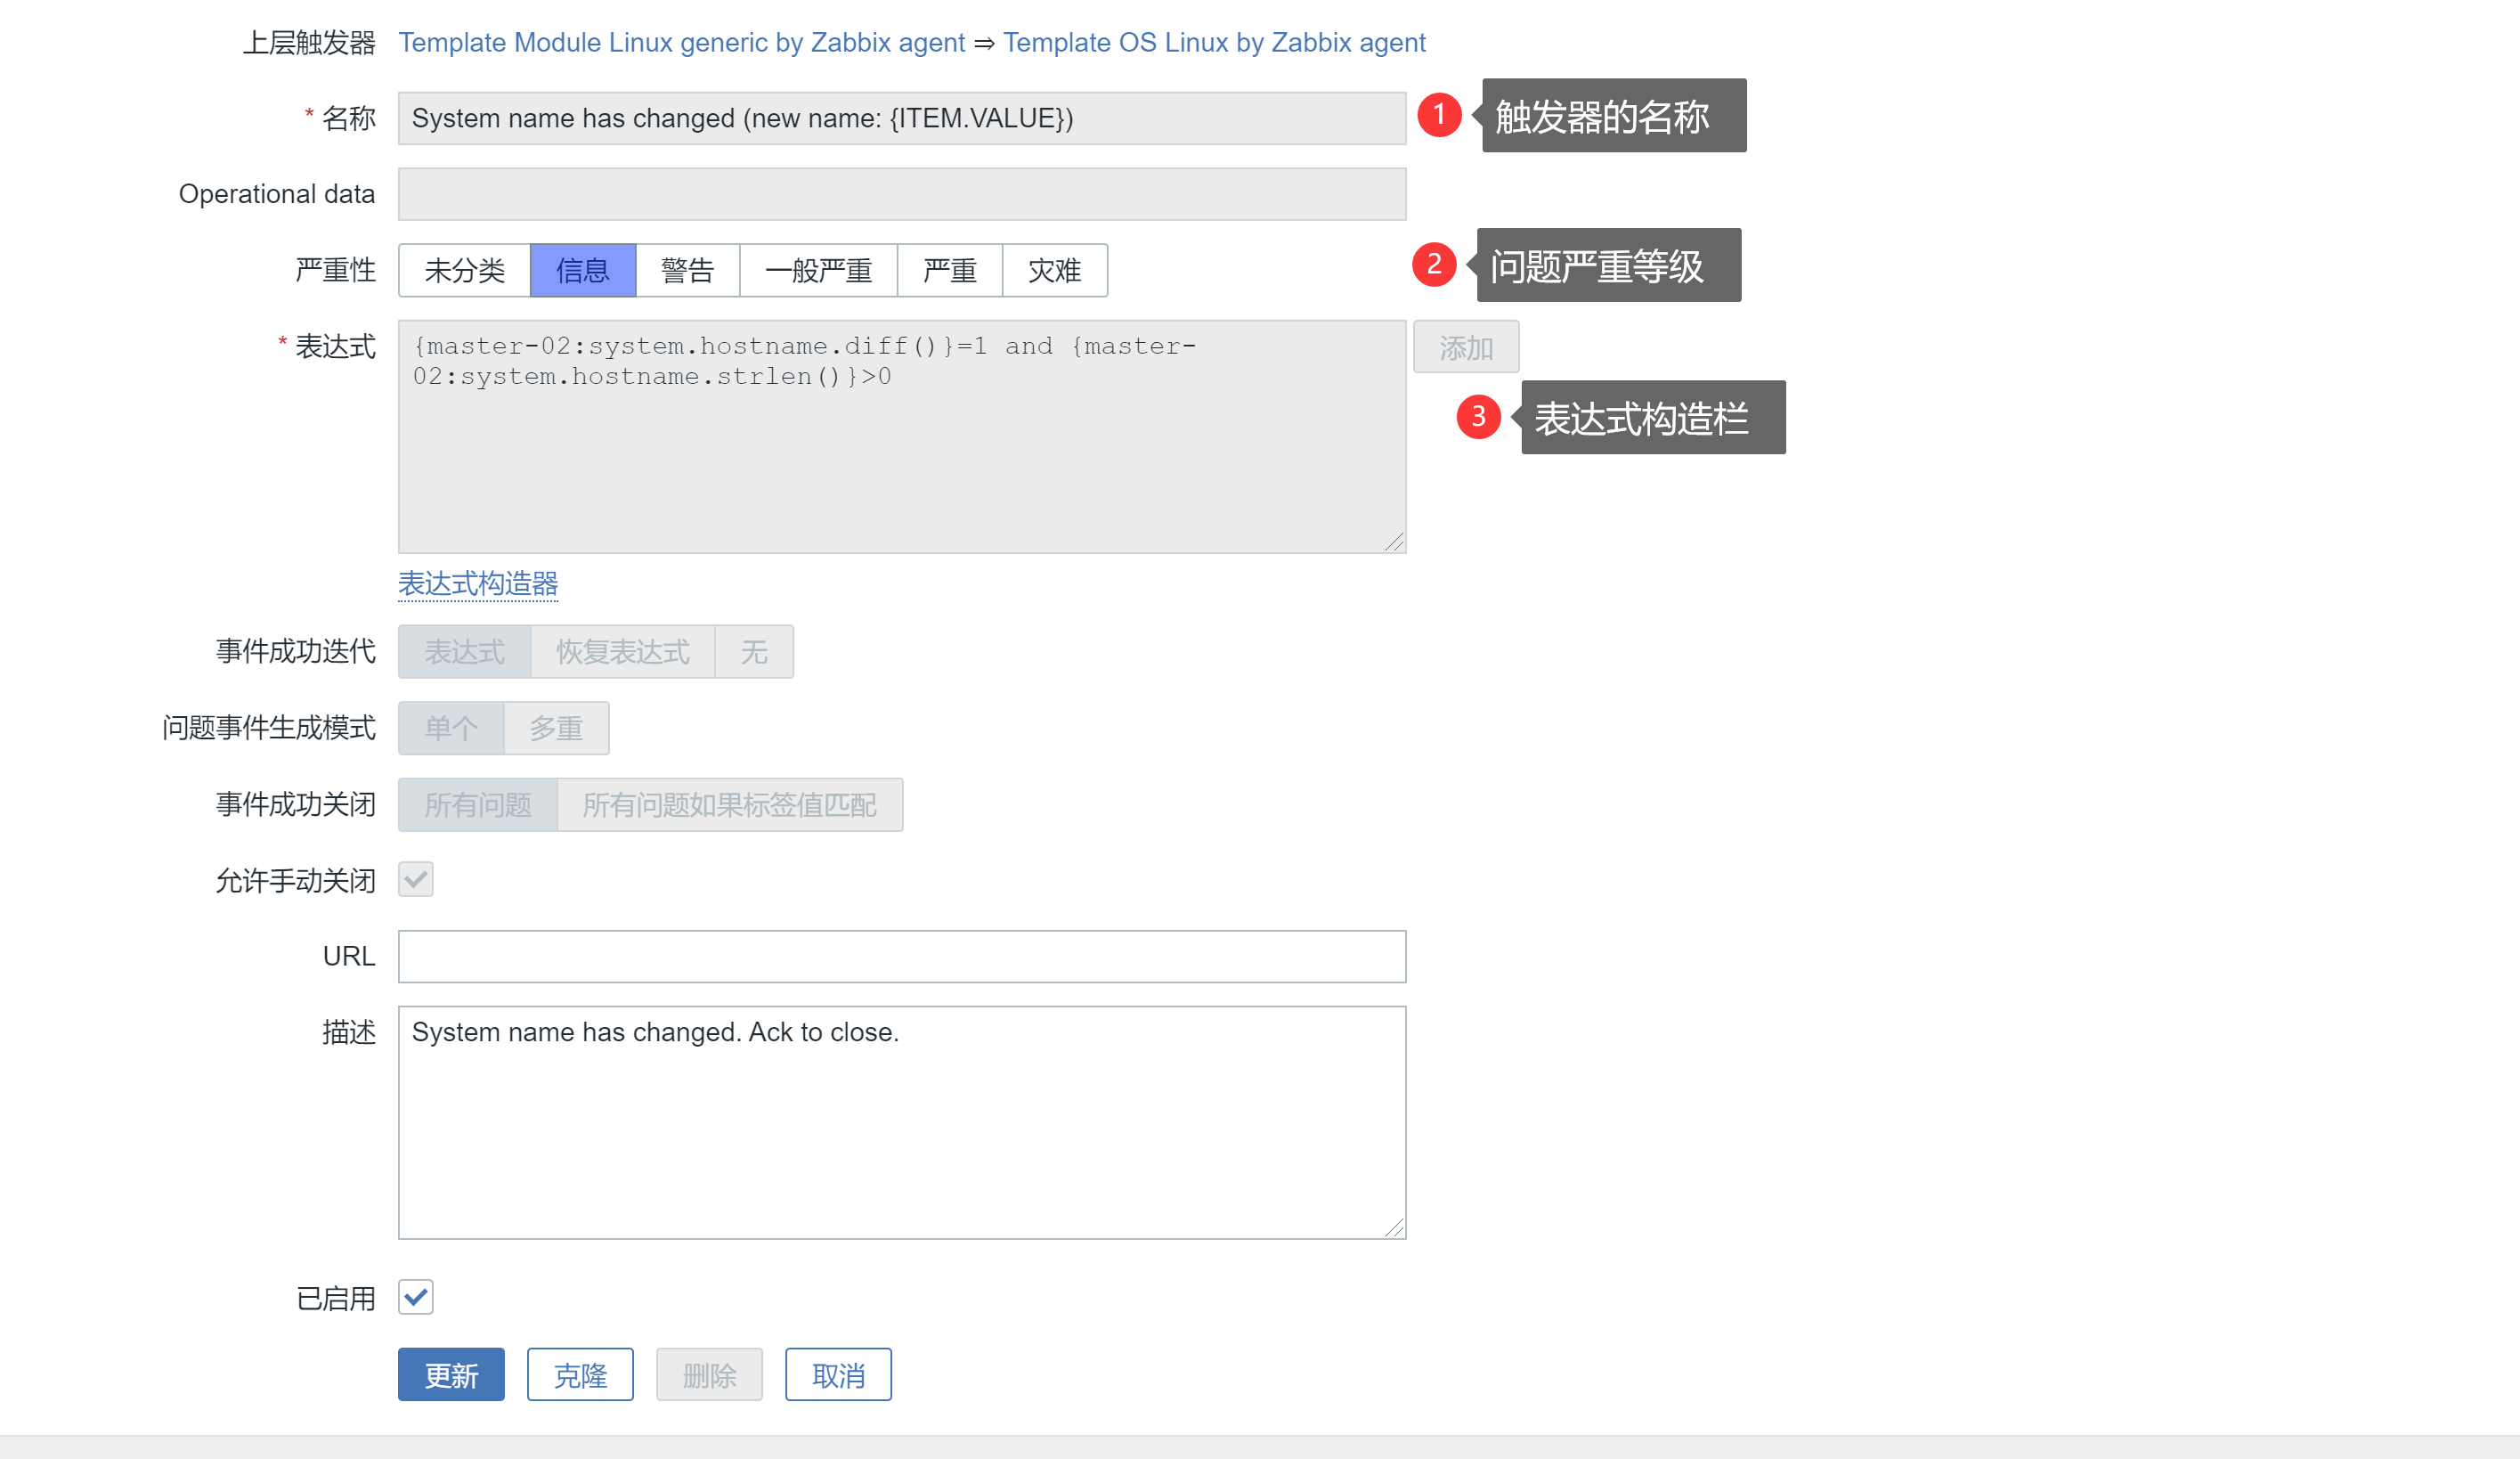 上层触发器 Template Module Linux generic by Zabbix agent ⇒ Template OS Linux by Zabbix agent
* 名称 System name has changed (new name: {ITEM.VALUE}) 1 触发器的名称
Operational data
严重性 未分类 信息 警告 一般严重 严重 灾难 2 问题严重等级
* 表达式 {master-02:system.hostname.diff()}=1 and {master- 添加
02:system.hostname.strlen()}>0
3 表达式构造栏
表达式构造器
事件成功迭代 表达式 恢复表达式 无
问题事件生成模式 单个 多重
事件成功关闭 所有问题 所有问题如果标签值匹配
允许手动关闭
URL
描述 System name has changed. Ack to close.
已启用
更新 克隆 删除 取消